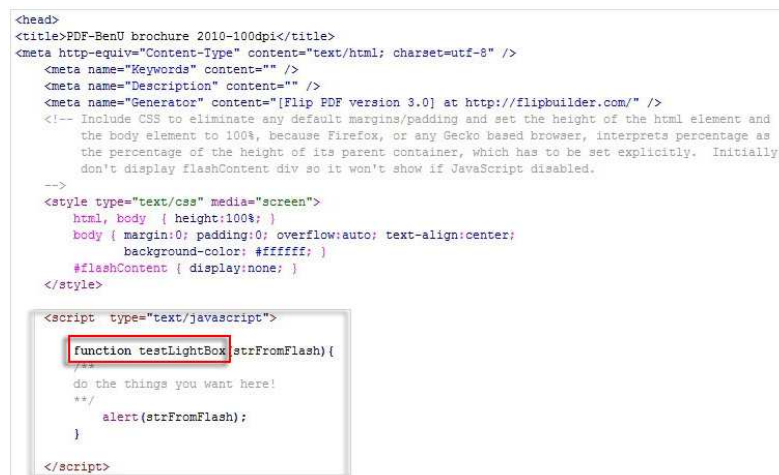 <head>
<title>PDF-BenU brochure 2010-100dpi</title>
<meta http-equiv="Content-Type" content="text/html; charset=utf-8" />
<meta name="Keywords" content="" />
<meta name="Description" content="" />
<meta name="Generator" content="[Flip PDF version 3.0] at http://flipbuilder.com/" />
<!-- Include CSS to eliminate any default margins/padding and set the height of the html element and
the body element to 100%, because Firefox, or any Gecko based browser, interprets percentage as
the percentage of the height of its parent container, which has to be set explicitly.  Initially
don't display flashContent div so it won't show if JavaScript disabled.
-->
<style type="text/css" media="screen">
html, body  { height:100%; }
body { margin:0; padding:0; overflow:auto; text-align:center;
background-color: #ffffff; }
#flashContent { display:none; }
</style>
<script  type="text/javascript">
function testLightBox(strFromFlash){
/**
do the things you want here!
**/
alert(strFromFlash);
}
</script>